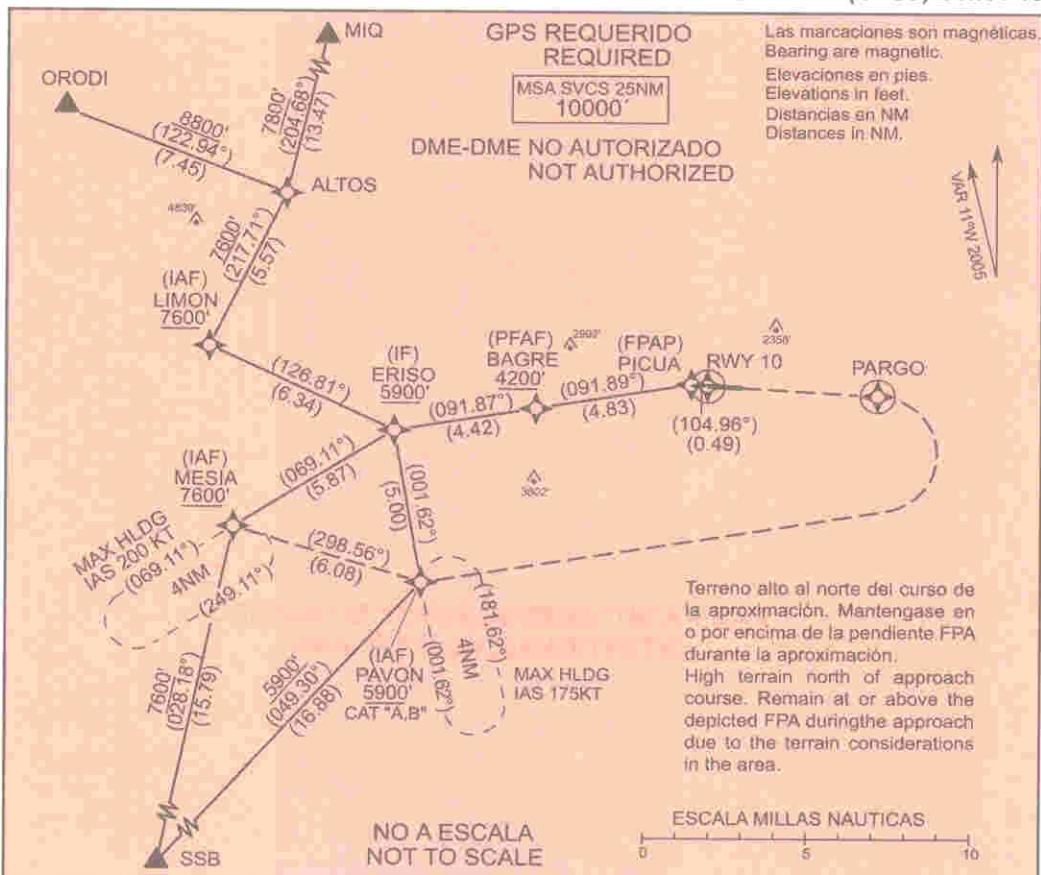 GPS REQUERIDO
REQUIRED
MSA SVCS 25NM
10000'
DME-DME NO AUTORIZADO
NOT AUTHORIZED
Las marcaciones son magnéticas.
Bearing are magnetic.
Elevaciones en pies.
Elevations in feet.
Distancias en NM
Distances in NM.
VAR 11°W 2005
MIQ
7800'
(204.68°)
(13.47)
ORODI
8800'
(122.94°)
(7.45)
ALTOS
4839'
7600'
(217.71°)
(5.57)
(IAF)
LIMON
7600'
(126.81°)
(6.34)
(IF)
ERISO
5900'
(091.87°)
(4.42)
(PFAF)
BAGRE
4200'
(091.89°)
(4.83)
(FPAP)
PICUA
RWY 10
2358'
(104.96°)
(0.49)
PARGO
3802'
(IAF)
MESIA
7600'
(069.11°)
(5.87)
(001.62°)
(5.00)
(298.56°)
(6.08)
MAX HLDG
IAS 200 KT
(069.11°)
4NM
(249.11°)
7600'
(028.18°)
(15.79)
5900'
(049.30°)
(16.88)
(IAF)
PAVON
5900'
CAT "A,B"
(181.62°)
4NM
(001.62°)
MAX HLDG
IAS 175KT
SSB
Terreno alto al norte del curso de
la aproximación. Mantengase en
o por encima de la pendiente FPA
durante la aproximación.
High terrain north of approach
course. Remain at or above the
depicted FPA duringthe approach
due to the terrain considerations
in the area.
NO A ESCALA
NOT TO SCALE
ESCALA MILLAS NAUTICAS
0 5 10